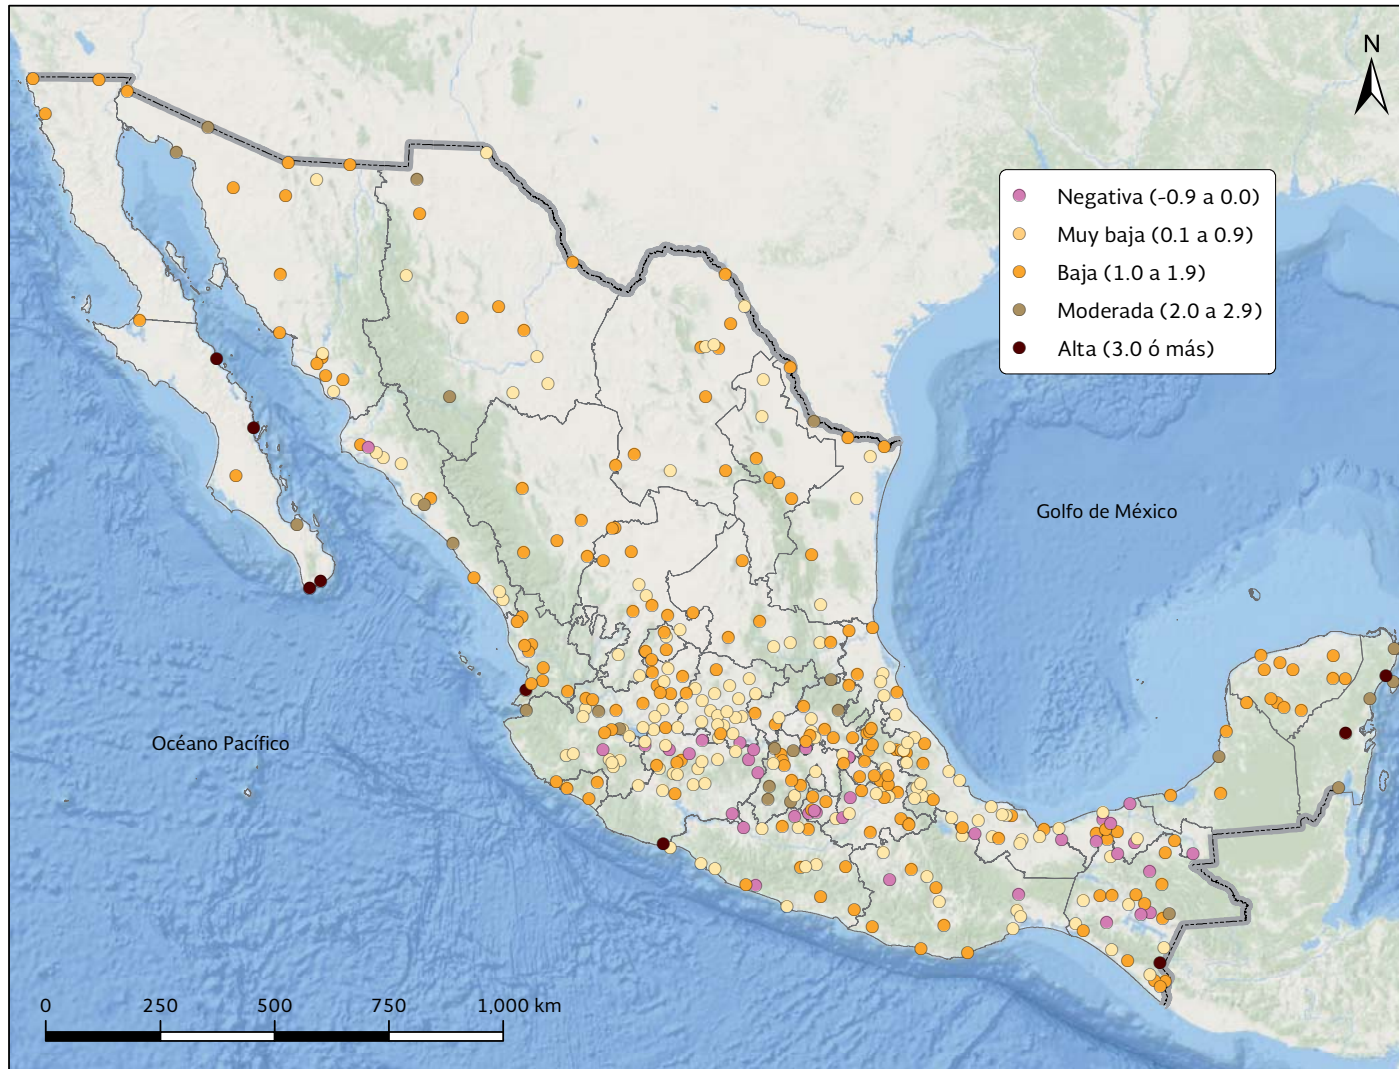 N
Negativa (-0.9 a 0.0)
Muy baja (0.1 a 0.9)
Baja (1.0 a 1.9)
Moderada (2.0 a 2.9)
Alta (3.0 ó más)
Golfo de México
Océano Pacífico
0 250 500 750 1,000 km